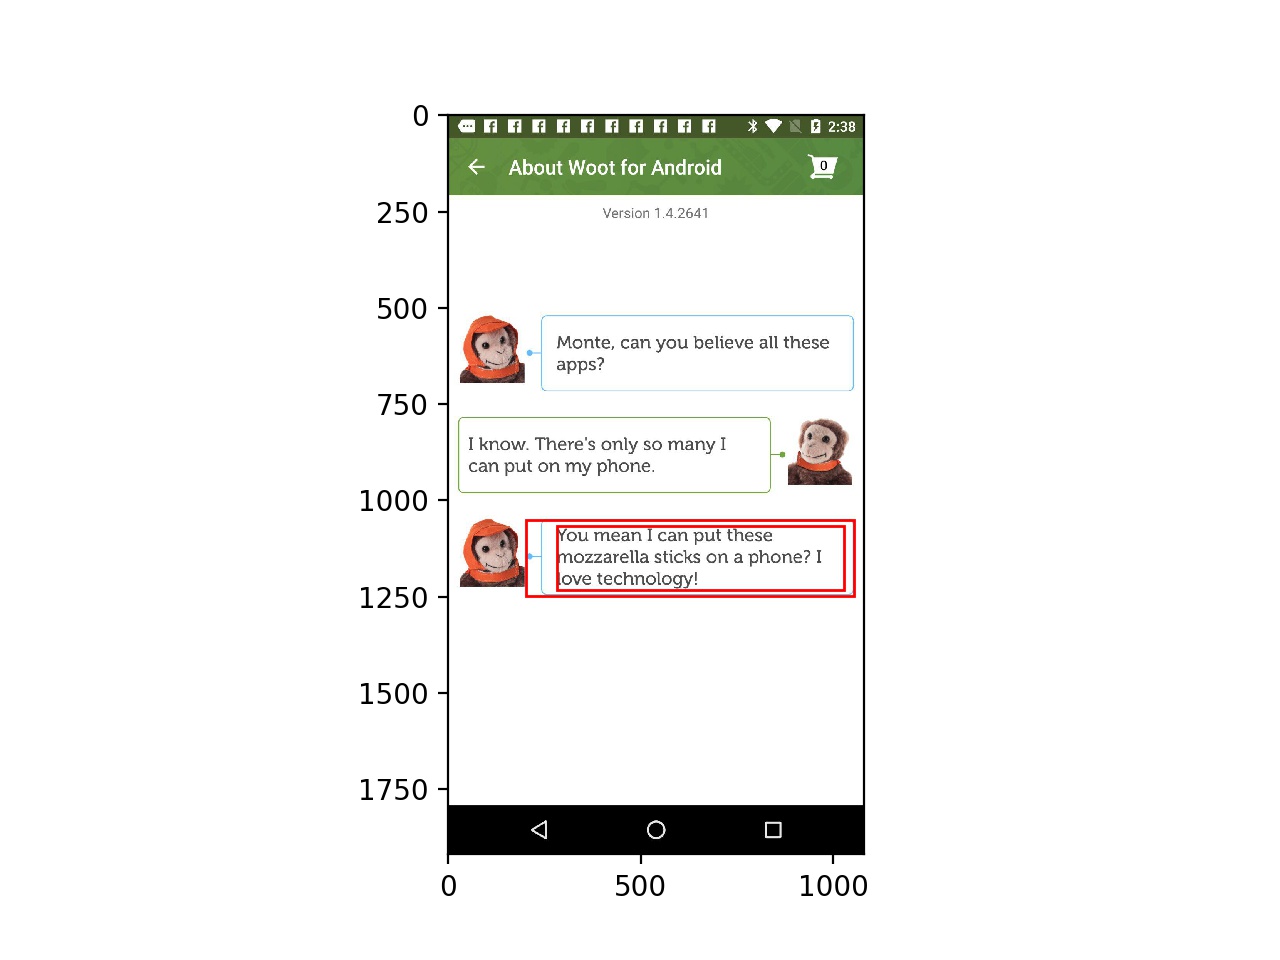 0
250
500
750
1000
1250
1500
1750
0
500
1000
2:38
About Woot for Android
0
Version 1.4.2641
Monte, can you believe all these
apps?
I know. There's only so many I
can put on my phone.
You mean I can put these
mozzarella sticks on a phone? I
love technology!